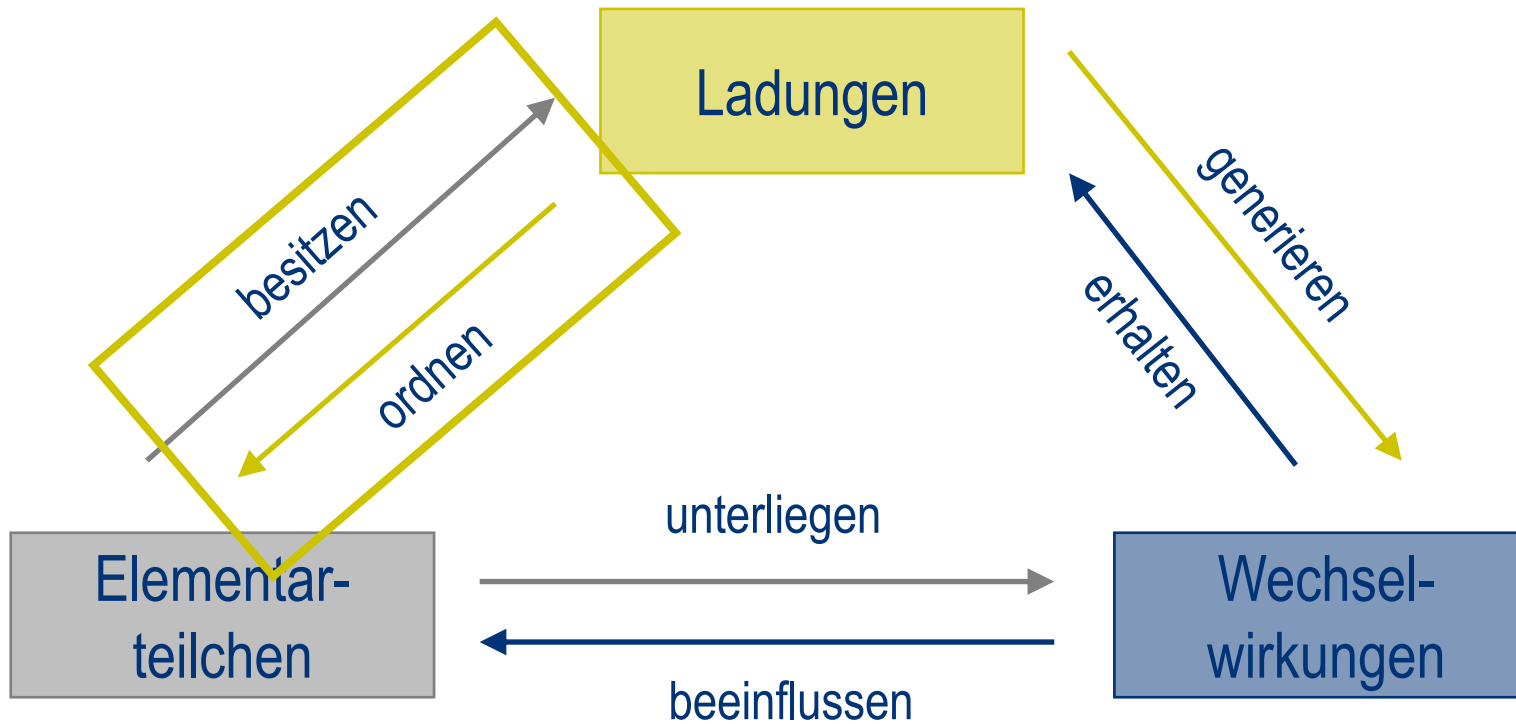 Ladungen
besitzen
ordnen
generieren
erhalten
unterliegen
Elementar-
teilchen
Wechsel-
wirkungen
beeinflussen